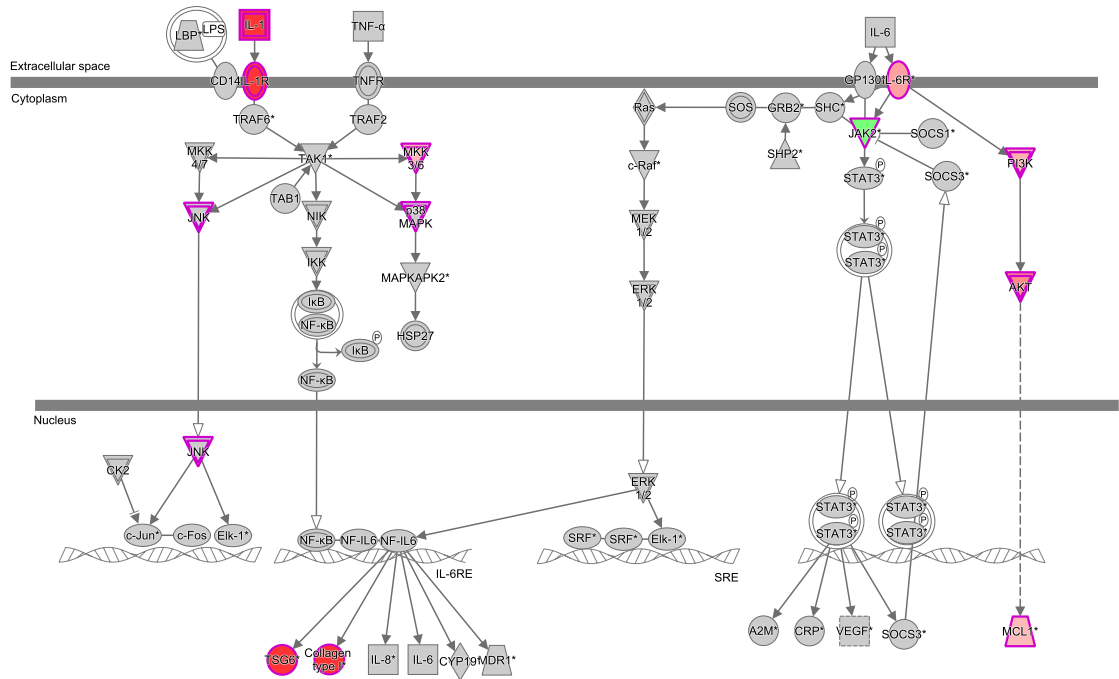 LBP*
LPS
IL-1
TNF-α
IL-6
Extracellular space
CD14
IL-1R
TNFR
GP130†
IL-6R*
Cytoplasm
TRAF6*
TRAF2
Ras
SOS
GRB2*
SHC*
JAK2*
SOCS1*
MKK
4/7
TAK1*
MKK
3/6
c-Raf*
SHP2*
STAT3*
P
SOCS3*
PI3K
TAB1
JNK
NIK
p38
MAPK
MEK
1/2
STAT3*
P
STAT3*
P
IKK
MAPKAPK2*
ERK
1/2
AKT
IκB
NF-κB
HSP27
IκB
P
NF-κB
Nucleus
JNK
CK2
ERK
1/2
STAT3*
P
STAT3*
P
STAT3*
P
STAT3*
P
c-Jun*
c-Fos
Elk-1*
NF-κB
NF-IL6
NF-IL6
SRF*
SRF*
Elk-1*
IL-6RE
SRE
TSG6*
Collagen
type I*
IL-8*
IL-6
CYP19*
MDR1*
A2M*
CRP*
VEGF*
SOCS3*
MCL1*